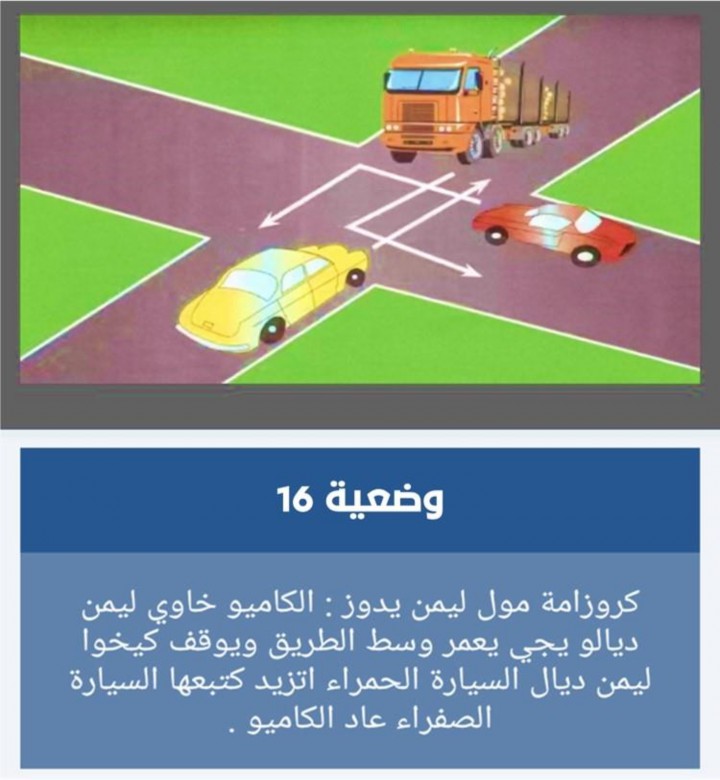 وضعية 16
كروزامة مول ليمن يدوز : الكاميو خاوي ليمن
ديالو يجي يعمر وسط الطريق ويوقف كيخوا
ليمن ديال السيارة الحمراء اتزيد كتبعها السيارة
الصفراء عاد الكاميو .